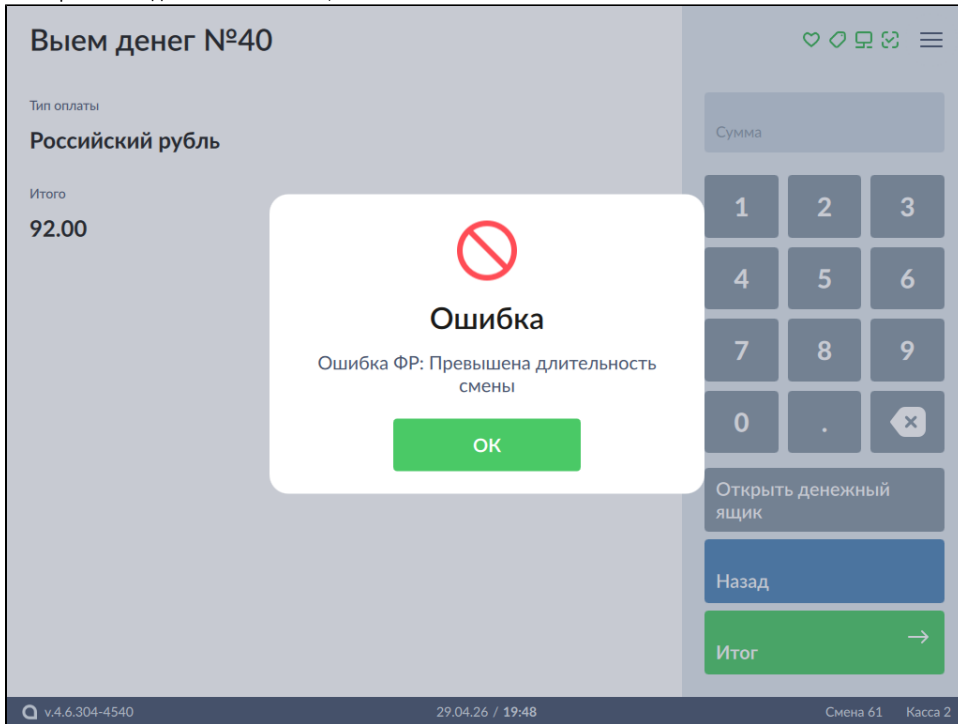 Выем денег №40
Тип оплаты
Российский рубль
Итого
92.00
Ошибка
Ошибка ФР: Превышена длительность
смены
ОК
Сумма
1 2 3
4 5 6
7 8 9
0 .
Открыть денежный
ящик
Назад
Итог
v.4.6.304-4540 29.04.26 / 19:48 Смена 61 Касса 2